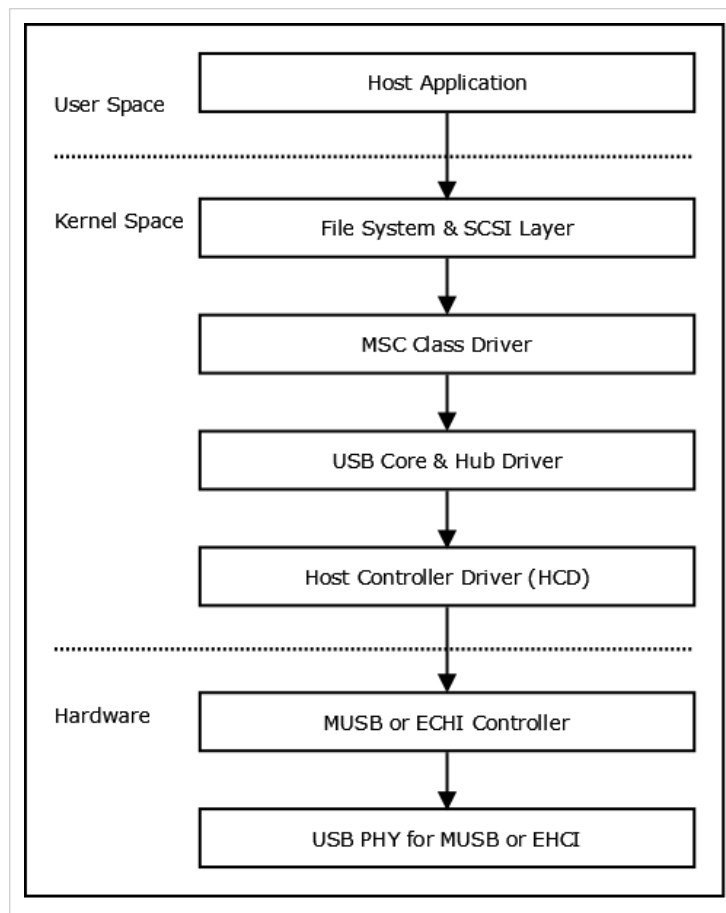 Host Application
User Space
Kernel Space
File System & SCSI Layer
MSC Class Driver
USB Core & Hub Driver
Host Controller Driver (HCD)
Hardware
MUSB or ECHI Controller
USB PHY for MUSB or EHCI